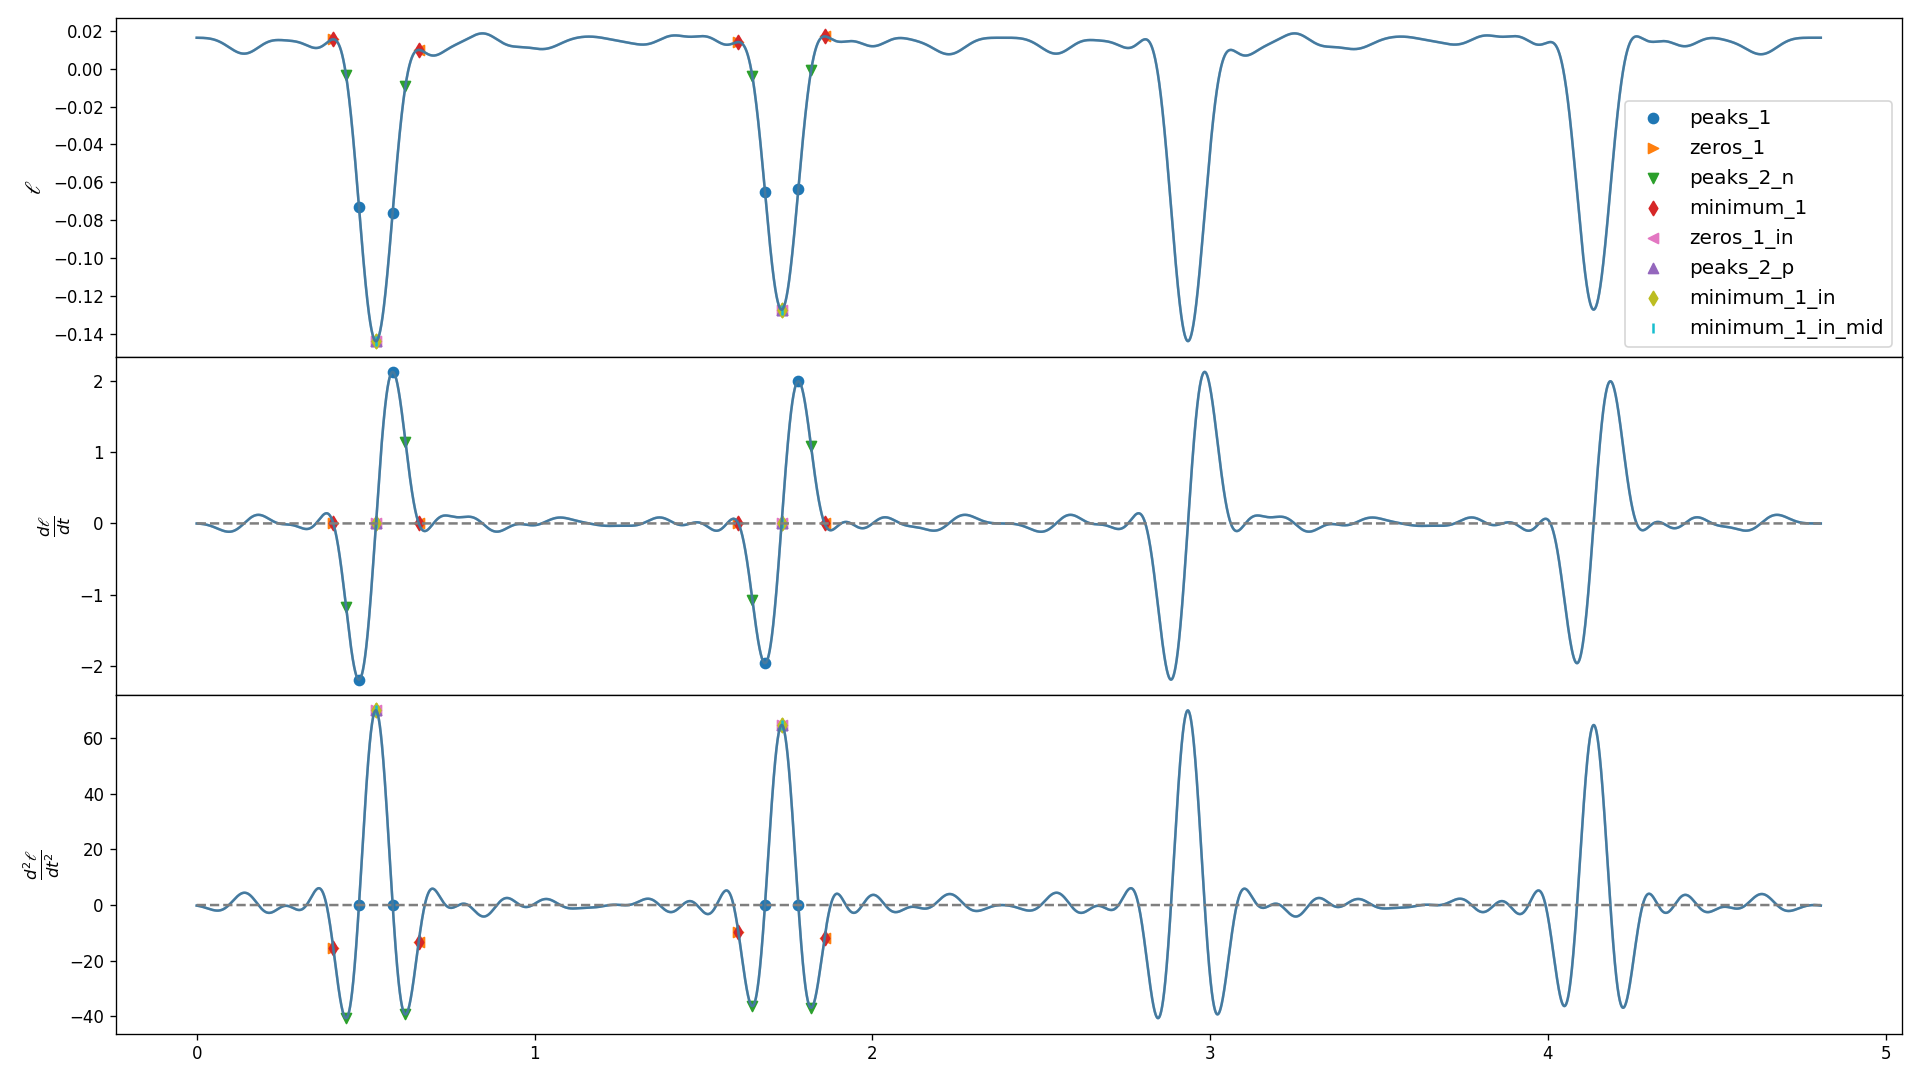 0.02
0.00
−0.02
−0.04
−0.06
−0.08
−0.10
−0.12
−0.14
ℓ
peaks_1
zeros_1
peaks_2_n
minimum_1
zeros_1_in
peaks_2_p
minimum_1_in
minimum_1_in_mid
2
1
0
−1
−2
dℓ
dt
60
40
20
0
−20
−40
d²ℓ
dt²
0 1 2 3 4 5